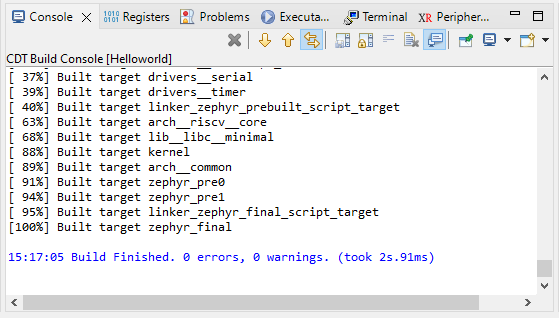 Console Registers Problems Executa... Terminal Peripher...
CDT Build Console [Helloworld]
[ 37%] Built target drivers__serial
[ 39%] Built target drivers__timer
[ 40%] Built target linker_zephyr_prebuilt_script_target
[ 63%] Built target arch__riscv__core
[ 68%] Built target lib__libc__minimal
[ 88%] Built target kernel
[ 89%] Built target arch__common
[ 91%] Built target zephyr_pre0
[ 94%] Built target zephyr_pre1
[ 95%] Built target linker_zephyr_final_script_target
[100%] Built target zephyr_final
15:17:05 Build Finished. 0 errors, 0 warnings. (took 2s.91ms)